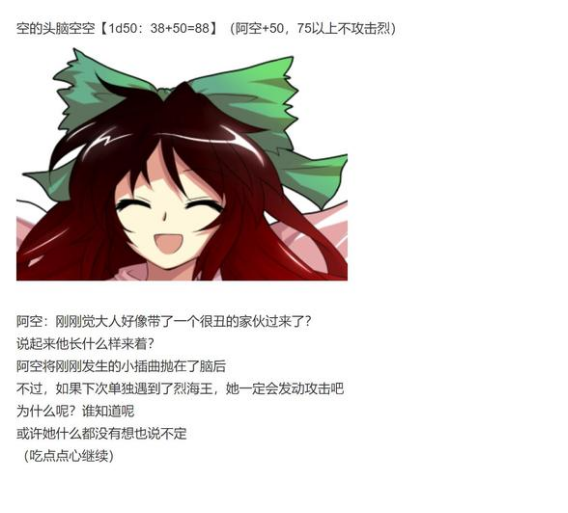 空的头脑空空【1d50：38+50=88】（阿空+50，75以上不攻击烈）
阿空：刚刚觉大人好像带了一个很丑的家伙过来了？
说起来他长什么样来着？
阿空将刚刚发生的小插曲抛在了脑后
不过，如果下次单独遇到了烈海王，她一定会发动攻击吧
为什么呢？谁知道呢
或许她什么都没有想也说不定
（吃点点心继续）